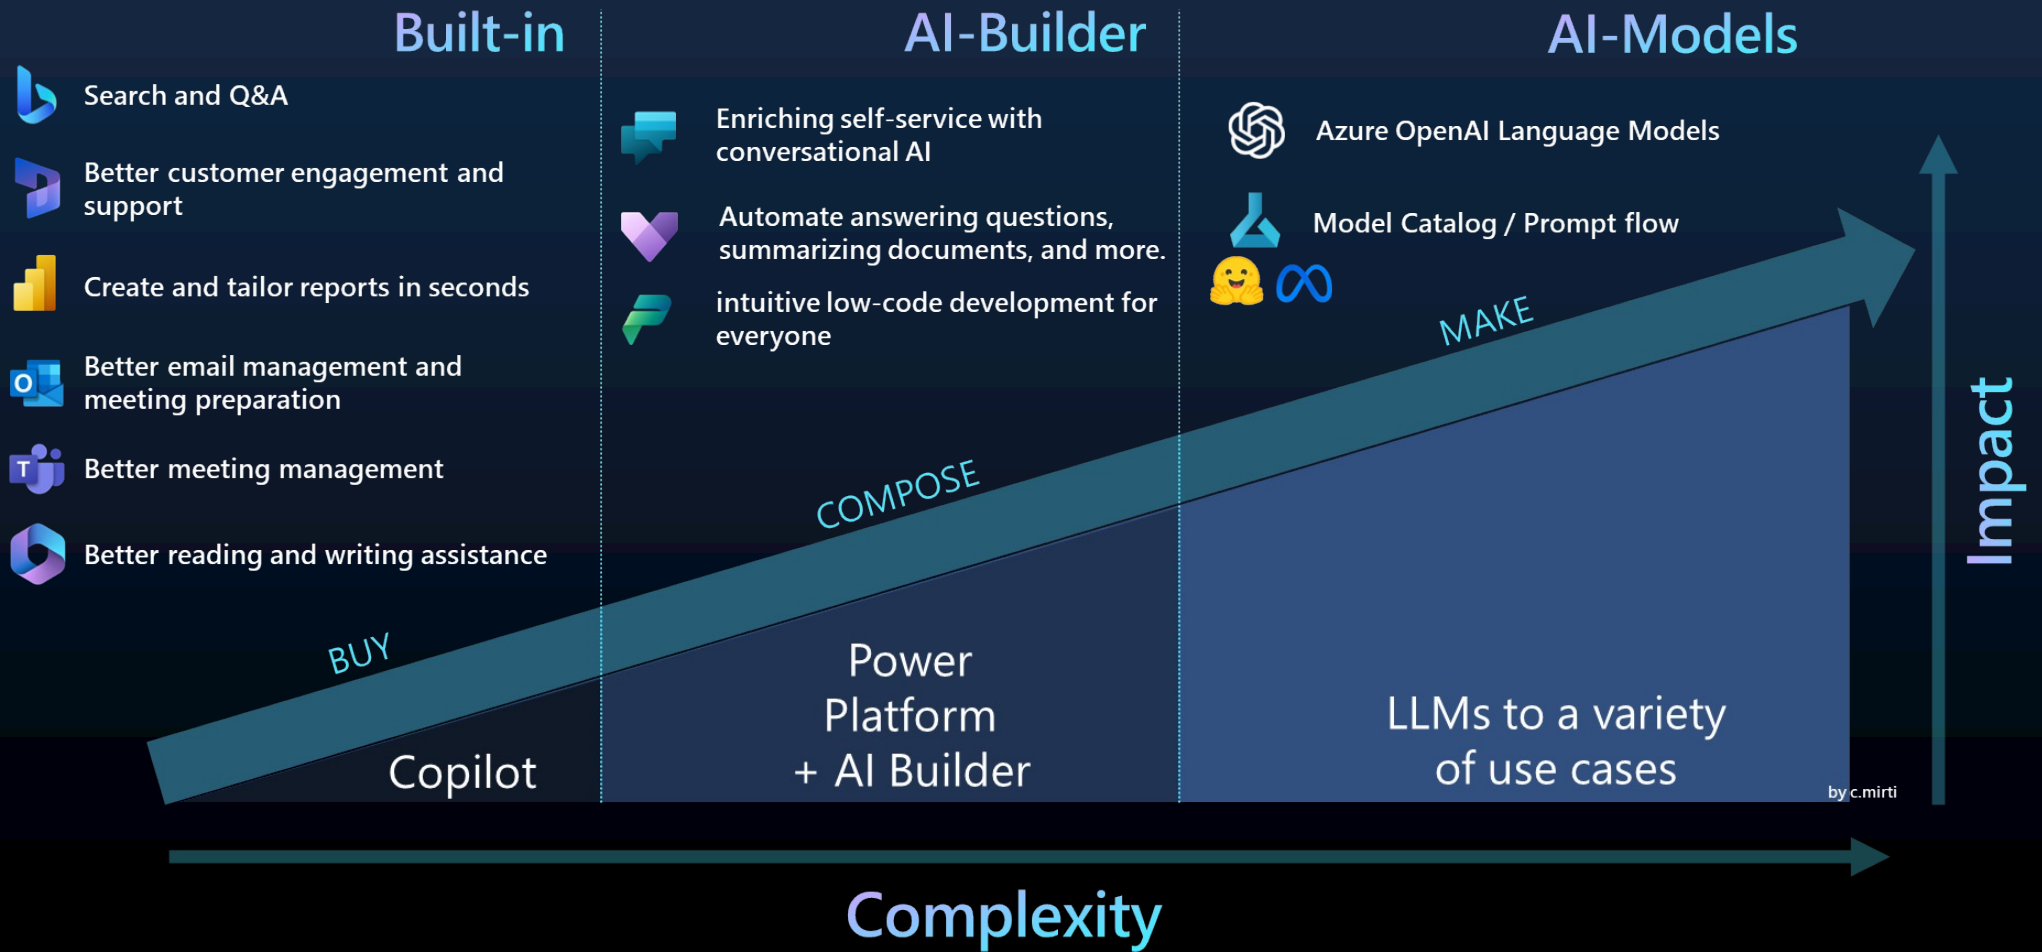 Built-in
Search and Q&A
Better customer engagement and
support
Create and tailor reports in seconds
Better email management and
meeting preparation
Better meeting management
Better reading and writing assistance
AI-Builder
Enriching self-service with
conversational AI
Automate answering questions,
summarizing documents, and more.
intuitive low-code development for
everyone
AI-Models
Azure OpenAI Language Models
Model Catalog / Prompt flow
BUY
COMPOSE
MAKE
Copilot
Power
Platform
+ AI Builder
LLMs to a variety
of use cases
by c.mirti
Impact
Complexity